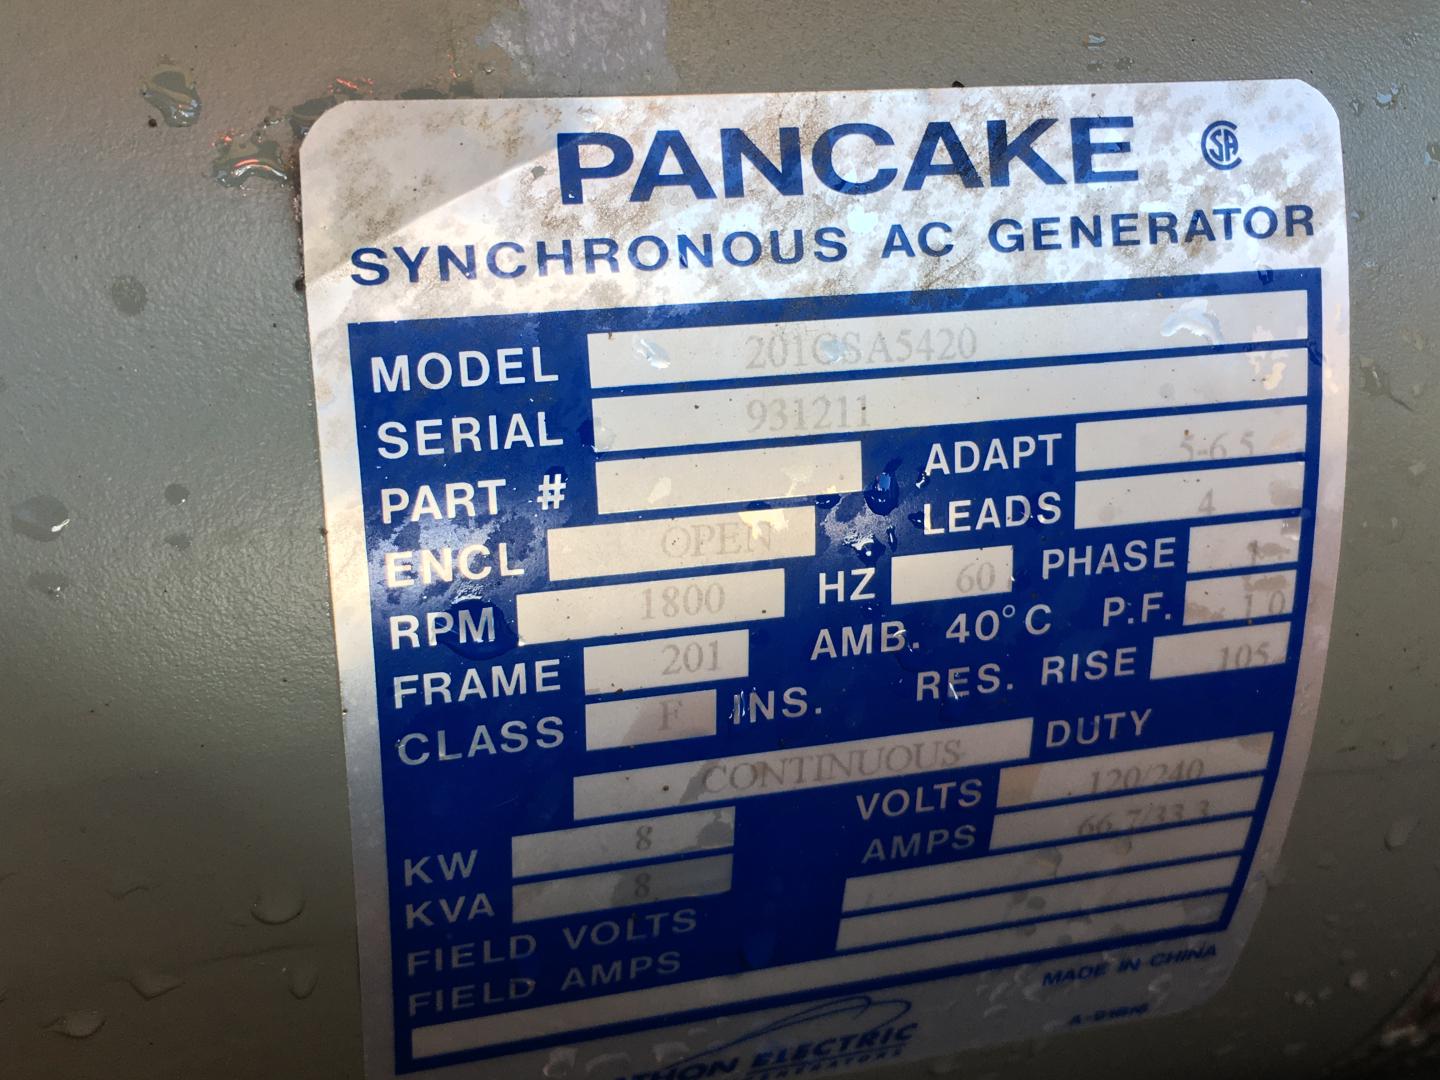 PANCAKE SA
SYNCHRONOUS AC GENERATOR
MODEL 201CSA5420
SERIAL 931211
PART # ADAPT 5-6.5
ENCL OPEN LEADS 4
RPM 1800 HZ 60 PHASE 1
FRAME 201 AMB. 40°C P.F. 1.0
CLASS F INS. RES. RISE 105
CONTINUOUS DUTY
KW 8 VOLTS 120/240
KVA 8 AMPS 66.7/33.3
FIELD VOLTS
FIELD AMPS
MADE IN CHINA
ELECTRIC